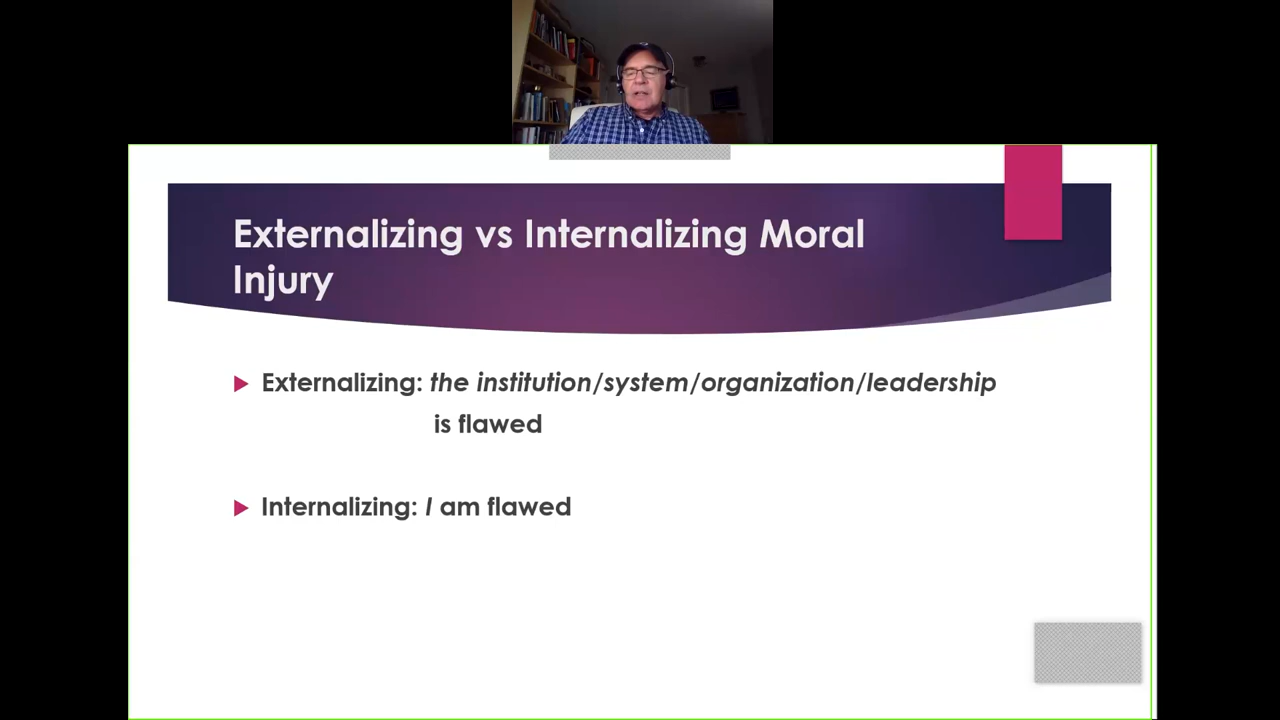 Externalizing vs Internalizing Moral
Injury
Externalizing: the institution/system/organization/leadership
is flawed
Internalizing: I am flawed